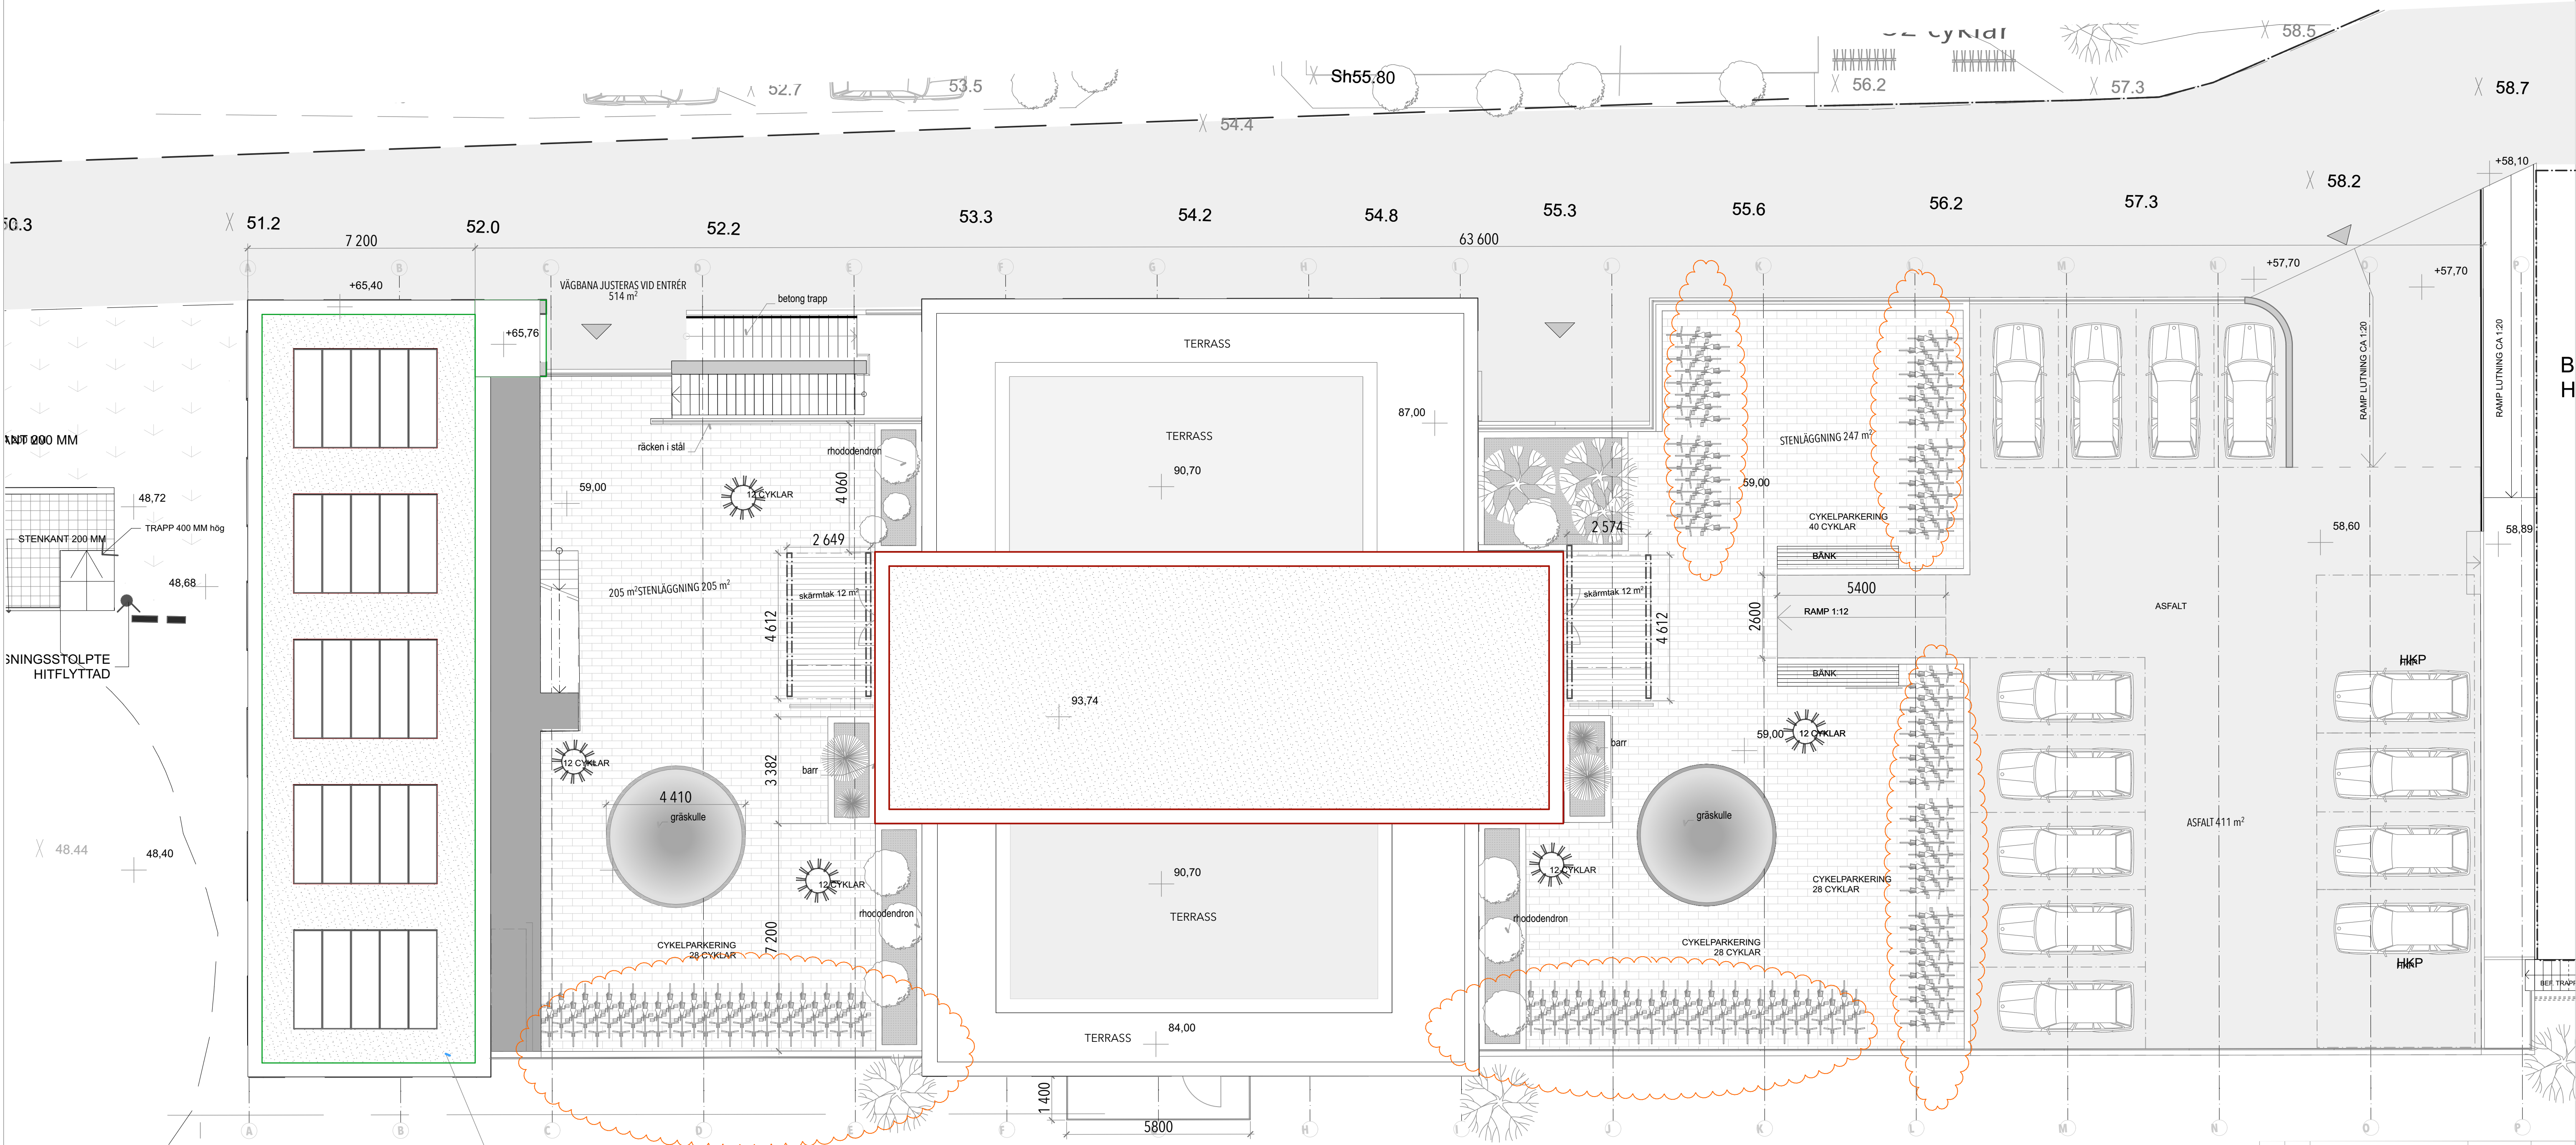 52.7
53.5
Sh55.80
56.2
57.3
58.5
58.7
54.4
+58,10
58.2
51.2
52.0
52.2
53.3
54.2
54.8
55.3
55.6
56.2
57.3
7 200
63 600
A
B
C
D
E
F
G
H
I
J
K
L
M
N
O
P
+65,40
+65,76
VÄGBANA JUSTERAS VID ENTRÉR
514 m²
betong trapp
+57,70
+57,70
TERRASS
RAMP LUTNING CA 1:20
RAMP LUTNING CA 1:20
B
H
87,00
TERRASS
90,70
räcken i stål
rhododendron
4 060
STENLÄGGNING 247 m²
59,00
12 CYKLAR
59,00
CYKELPARKERING
40 CYKLAR
48,72
TRAPP 400 MM hög
STENKANT 200 MM
48,68
2 649
2 574
58,60
58,89
BÄNK
205 m²STENLÄGGNING 205 m²
skärmtak 12 m²
skärmtak 12 m²
4 612
4 612
5400
2600
RAMP 1:12
ASFALT
SNINGSSTOLPTE
HITFLYTTAD
BÄNK
HKP
93,74
barr
barr
59,00
12 CYKLAR
12 CYKLAR
3 382
4 410
gräskulle
gräskulle
ASFALT 411 m²
48.44
48,40
12 CYKLAR
12 CYKLAR
90,70
TERRASS
CYKELPARKERING
28 CYKLAR
rhododendron
rhododendron
7 200
CYKELPARKERING
28 CYKLAR
CYKELPARKERING
28 CYKLAR
HKP
BEF. TRAPP
84,00
TERRASS
1 400
5800
A
B
C
D
E
F
H
I
J
K
L
M
N
O
P